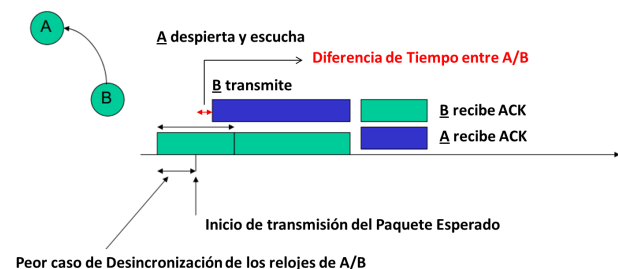 A
B
A despierta y escucha
Diferencia de Tiempo entre A/B
B transmite
B recibe ACK
A recibe ACK
Inicio de transmisión del Paquete Esperado
Peor caso de Desincronización de los relojes de A/B